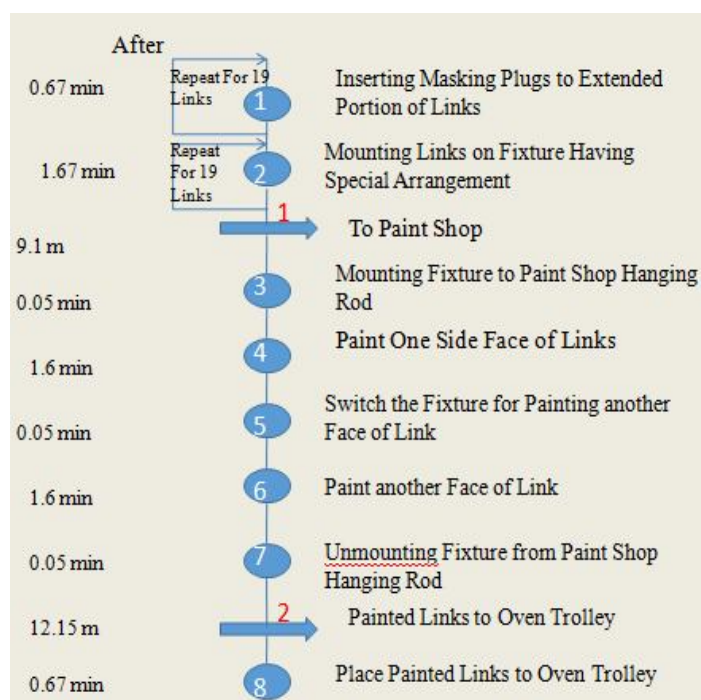 After
0.67 min
Repeat For 19
Links
1
Inserting Masking Plugs to Extended
Portion of Links
1.67 min
Repeat
For 19
Links
2
Mounting Links on Fixture Having
Special Arrangement
1
To Paint Shop
9.1 m
0.05 min
3
Mounting Fixture to Paint Shop Hanging
Rod
1.6 min
4
Paint One Side Face of Links
0.05 min
5
Switch the Fixture for Painting another
Face of Link
1.6 min
6
Paint another Face of Link
0.05 min
7
Unmounting Fixture from Paint Shop
Hanging Rod
12.15 m
2
Painted Links to Oven Trolley
0.67 min
8
Place Painted Links to Oven Trolley